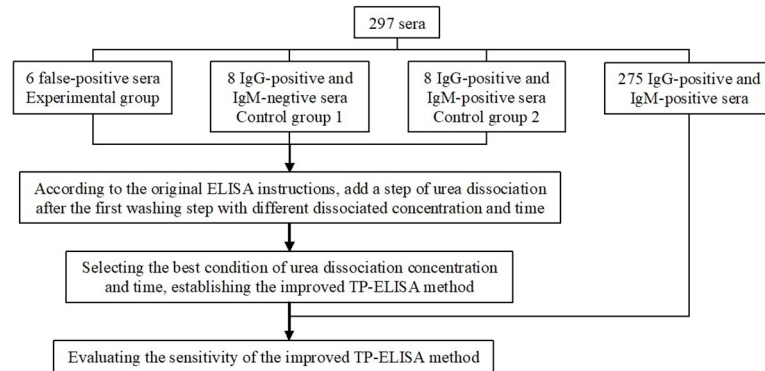 297 sera
6 false-positive sera
Experimental group
8 IgG-positive and
IgM-negtive sera
Control group 1
8 IgG-positive and
IgM-positive sera
Control group 2
275 IgG-positive and
IgM-positive sera
According to the original ELISA instructions, add a step of urea dissociation
after the first washing step with different dissociated concentration and time
Selecting the best condition of urea dissociation concentration
and time, establishing the improved TP-ELISA method
Evaluating the sensitivity of the improved TP-ELISA method